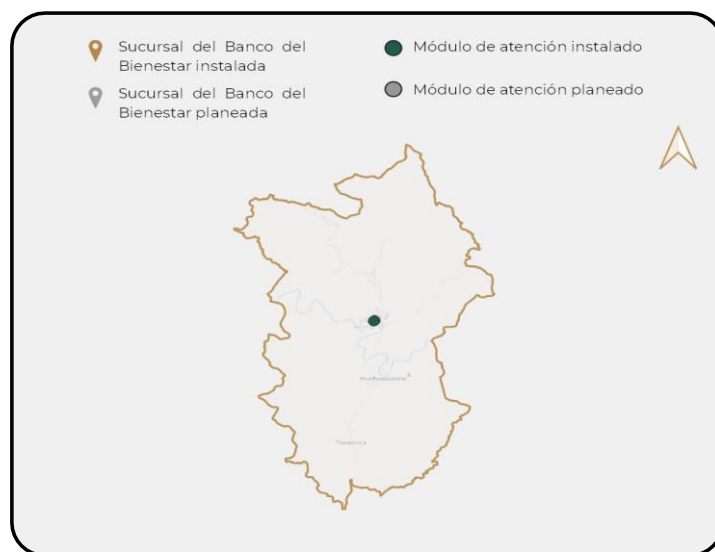 Sucursal del Banco del
Bienestar instalada
Sucursal del Banco del
Bienestar planeada
Módulo de atención instalado
Módulo de atención planeado